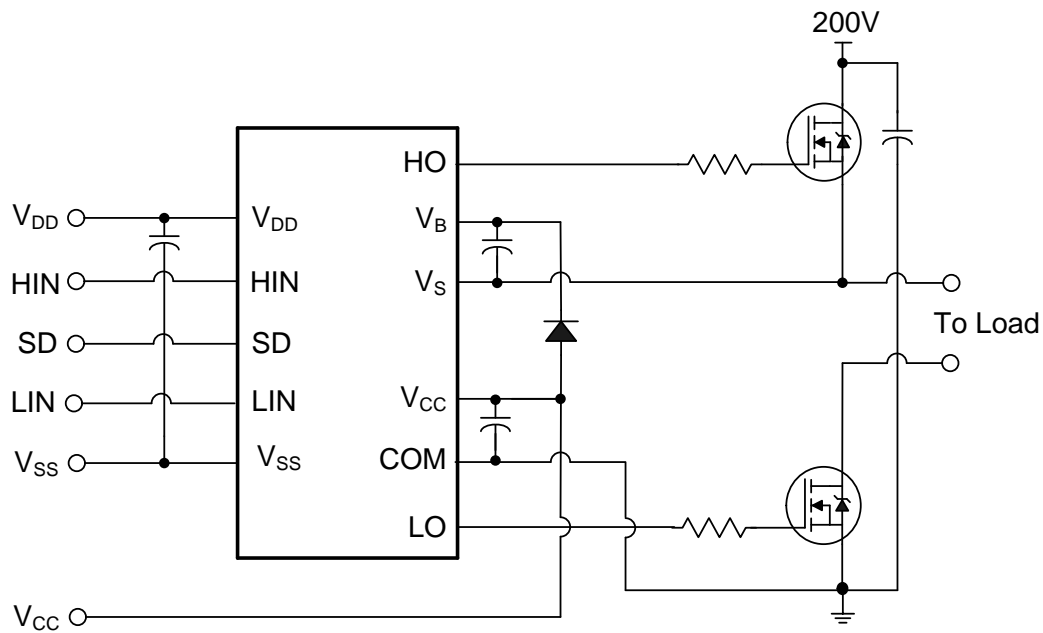 200V
HO
V_DD
V_DD
V_B
HIN
HIN
V_S
SD
SD
To Load
LIN
LIN
V_CC
V_SS
V_SS
COM
LO
V_CC